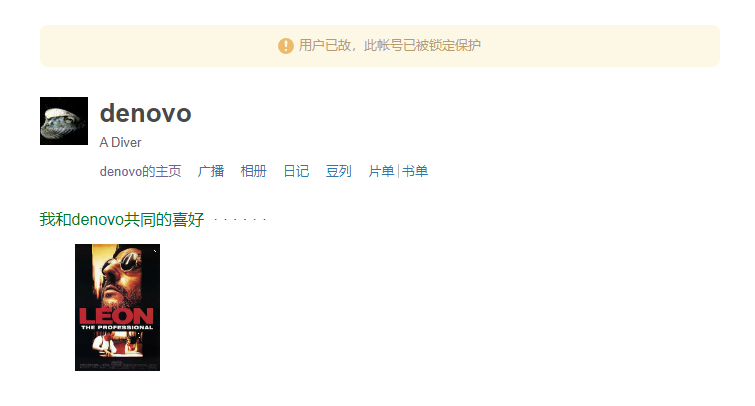 用户已故，此帐号已被锁定保护
denovo
A Diver
denovo的主页 广播 相册 日记 豆列 片单|书单
我和denovo共同的喜好 · · · · · ·
LEON
THE PROFESSIONAL